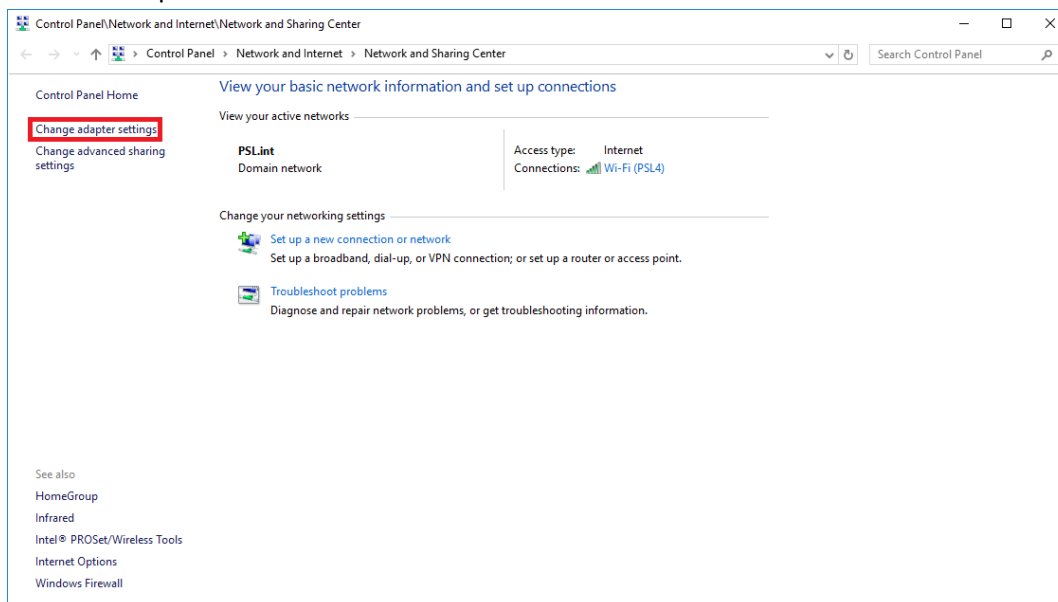 Control Panel\Network and Internet\Network and Sharing Center
Control Panel > Network and Internet > Network and Sharing Center
Search Control Panel
Control Panel Home
Change adapter settings
Change advanced sharing
settings
View your basic network information and set up connections
View your active networks
PSL.int
Domain network
Access type: Internet
Connections: Wi-Fi (PSL4)
Change your networking settings
Set up a new connection or network
Set up a broadband, dial-up, or VPN connection; or set up a router or access point.
Troubleshoot problems
Diagnose and repair network problems, or get troubleshooting information.
See also
HomeGroup
Infrared
Intel® PROSet/Wireless Tools
Internet Options
Windows Firewall